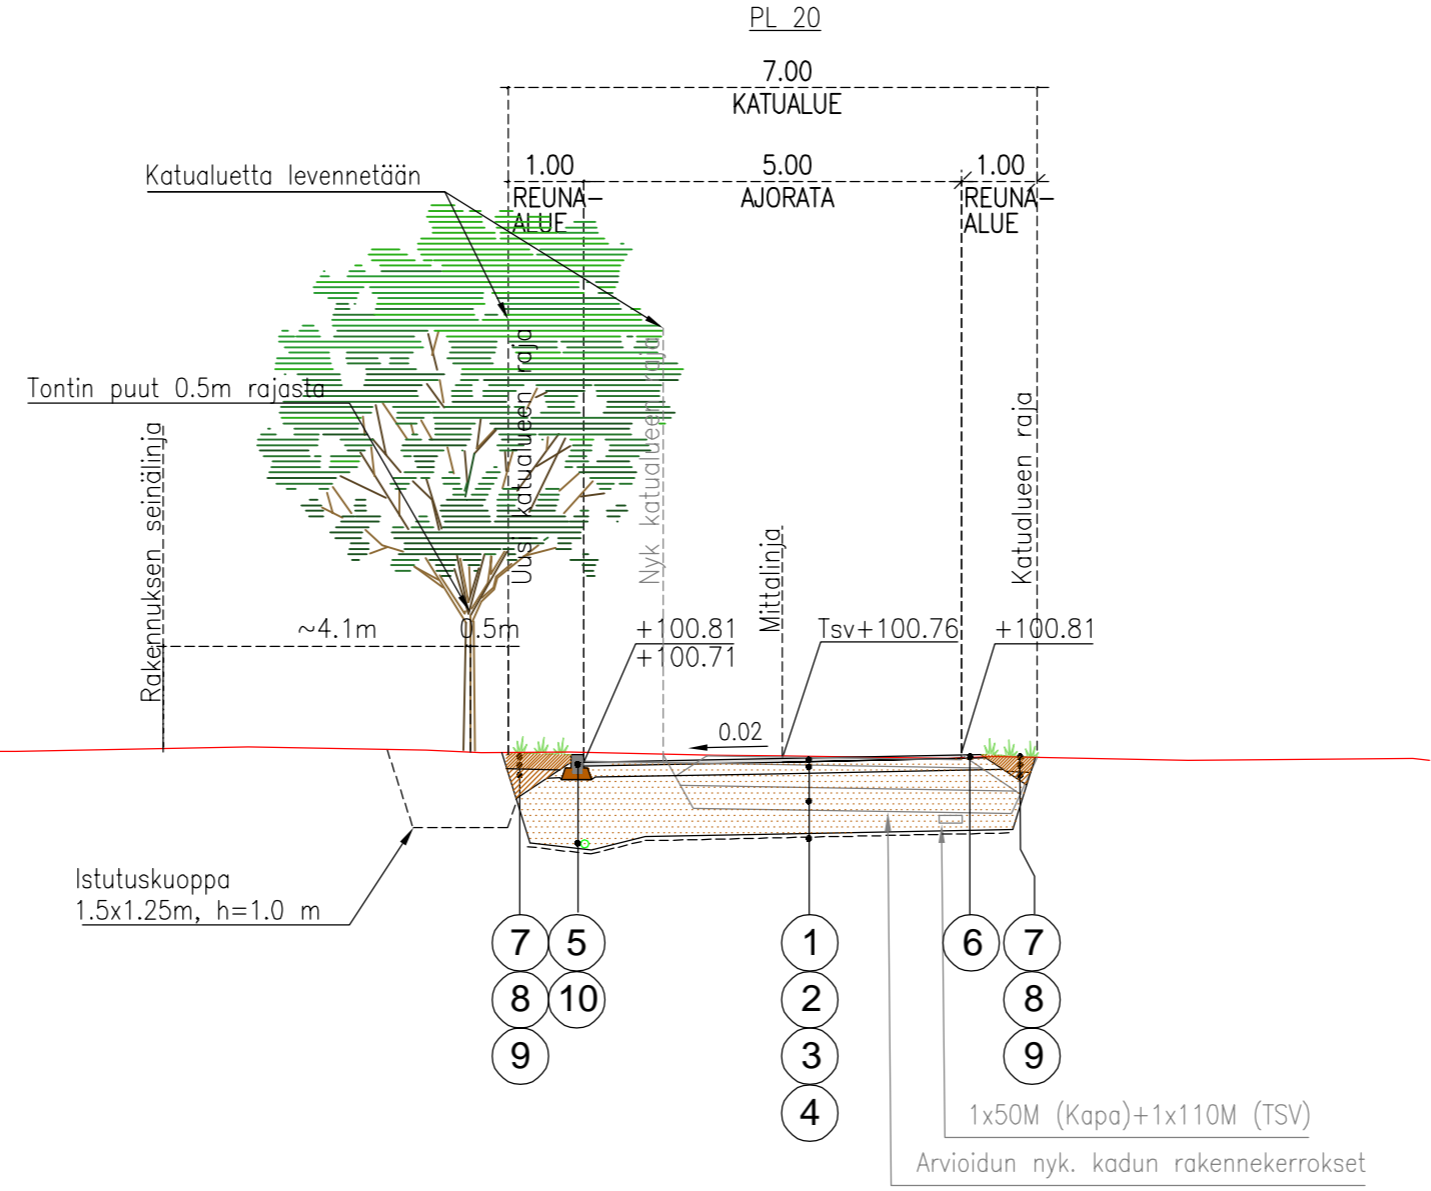 PL 20
7.00
KATUALUE
Katualuetta levennetään
1.00 5.00 1.00
REUNA-
ALUE
AJORATA
REUNA-
ALUE
Tontin puut 0.5m rajasta
Rakennuksen seinälinja
Uusi katualueen raja
Nyk katualueen raja
Mittalinja
Katualueen raja
~4.1m 0.5m
+100.81
+100.71
Tsv+100.76
+100.81
0.02
Istutuskuoppa
1.5x1.25m, h=1.0 m
7 5 1 6 7
8 10 2 8
9 3 9
4
1x50M (Kapa)+1x110M (TSV)
Arvioidun nyk. kadun rakennekerrokset